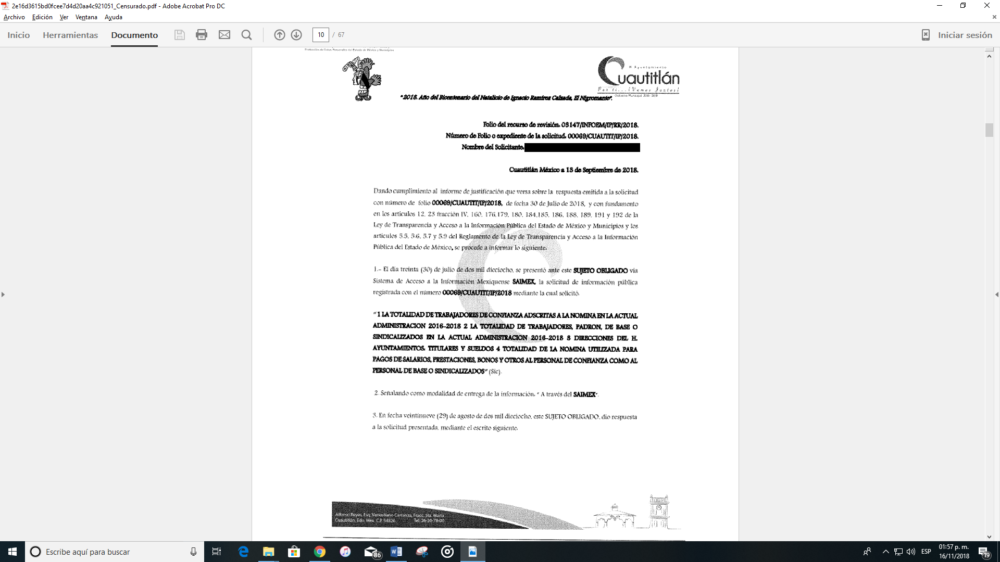 2e16d3615bd0fcee7d4d20aa4c921051_Censurado.pdf - Adobe Acrobat Pro DC
Archivo Edición Ver Ventana Ayuda
Inicio Herramientas Documento 10 / 67 Iniciar sesión
Protección de Datos Personales del Estado de México y Municipios
H. Ayuntamiento
Cuautitlán
Por ti... ¡Vamos Juntos!
Gobierno Municipal 2016 - 2018
"2018. Año del Bicentenario del Natalicio de Ignacio Ramírez Calzada, El Nigromante".
Folio del recurso de revisión: 03147/INFOEM/IP/RR/2018.
Número de Folio o expediente de la solicitud: 00069/CUAUTIT/IP/2018.
Nombre del Solicitante:
Cuautitlán México a 13 de Septiembre de 2018.
Dando cumplimiento al informe de justificación que versa sobre la respuesta emitida a la solicitud
con número de folio 00069/CUAUTIT/IP/2018, de fecha 30 de Julio de 2018, y con fundamento
en los artículos 12, 23 fracción IV, 160, 176,179, 180, 184,185, 186, 188, 189, 191 y 192 de la
Ley de Transparencia y Acceso a la Información Pública del Estado de México y Municipios y los
artículos 5.5, 5.6, 5.7 y 5.9 del Reglamento de la Ley de Transparencia y Acceso a la Información
Pública del Estado de México, se procede a informar lo siguiente:
1.- El día treinta (30) de julio de dos mil dieciocho, se presentó ante este SUJETO OBLIGADO vía
Sistema de Acceso a la Información Mexiquense SAIMEX, la solicitud de información pública
registrada con el número 00069/CUAUTIT/IP/2018 mediante la cual solicitó:
" 1 LA TOTALIDAD DE TRABAJADORES DE CONFIANZA ADSCRITAS A LA NOMINA EN LA ACTUAL
ADMINISTRACION 2016-2018 2 LA TOTALIDAD DE TRABAJADORES, PADRON, DE BASE O
SINDICALIZADOS EN LA ACTUAL ADMINISTRACION 2016-2018 3 DIRECCIONES DEL H.
AYUNTAMIENTOS: TITULARES Y SUELDOS 4 TOTALIDAD DE LA NOMINA UTILIZADA PARA
PAGOS DE SALARIOS, PRESTACIONES, BONOS Y OTROS AL PERSONAL DE CONFIANZA COMO AL
PERSONAL DE BASE O SINDICALIZADOS" (Sic).
2. Señalando como modalidad de entrega de la información: " A través del SAIMEX".
3. En fecha veintinueve (29) de agosto de dos mil dieciocho, este SUJETO OBLIGADO, dio respuesta
a la solicitud presentada, mediante el escrito siguiente:
Alfonso Reyes, Esq. Venustiano Carranza, Fracc. Sta. María
Cuautitlán, Edo. Mex. C.P. 54820 Tel: 26-20-78-00
Escribe aquí para buscar
86
ESP
01:57 p. m.
16/11/2018
19